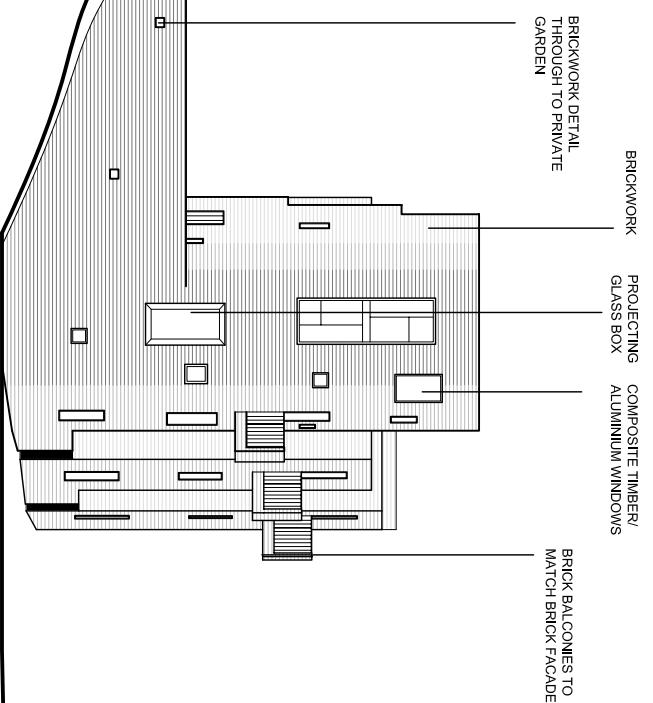 BRICKWORK DETAIL
THROUGH TO PRIVATE
GARDEN
BRICKWORK
PROJECTING
GLASS BOX
COMPOSITE TIMBER/
ALUMINIUM WINDOWS
BRICK BALCONIES TO
MATCH BRICK FACADE